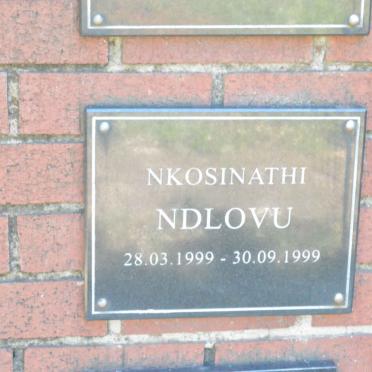 NKOSINATHI
NDLOVU
28.03.1999 - 30.09.1999